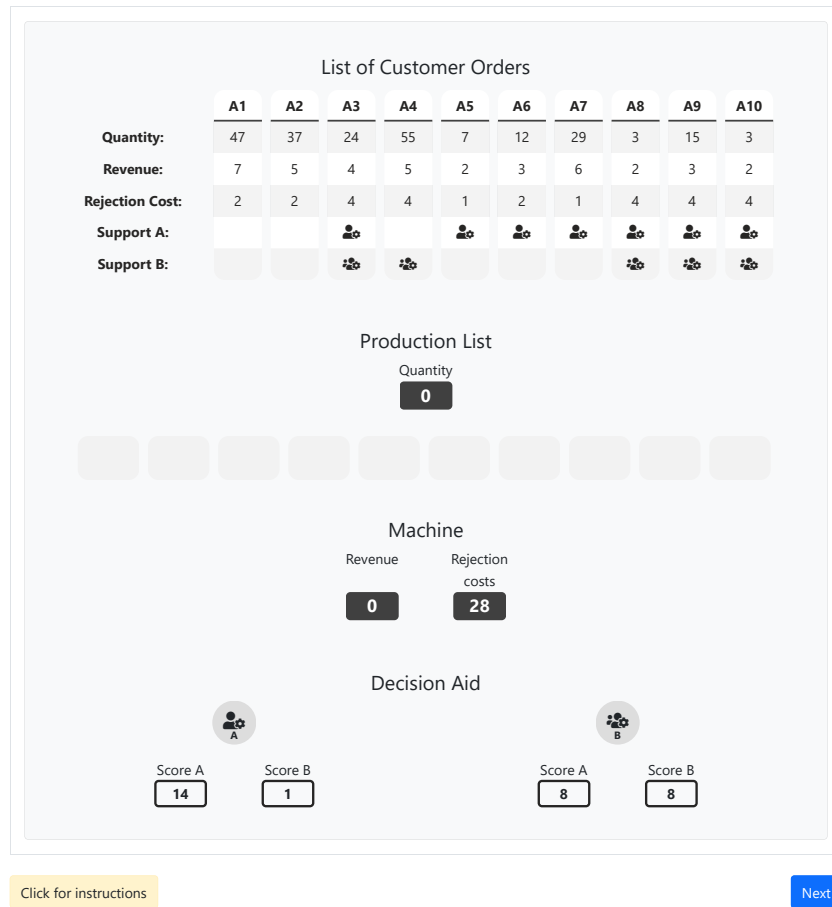 List of Customer Orders
A1 A2 A3 A4 A5 A6 A7 A8 A9 A10
Quantity: 47 37 24 55 7 12 29 3 15 3
Revenue: 7 5 4 5 2 3 6 2 3 2
Rejection Cost: 2 2 4 4 1 2 1 4 4 4
Support A:
Support B:
Production List
Quantity
0
Machine
Revenue Rejection costs
0 28
Decision Aid
A B
Score A Score B Score A Score B
14 1 8 8
Click for instructions Next